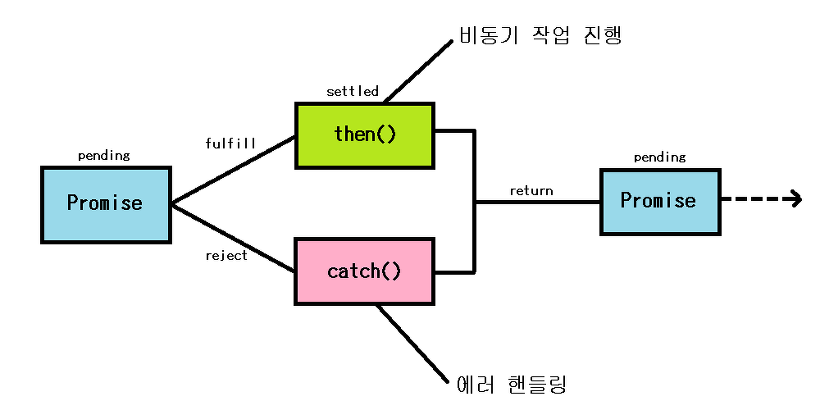 비동기 작업 진행
settled
then()
fulfill
pending
Promise
reject
catch()
return
pending
Promise
에러 핸들링